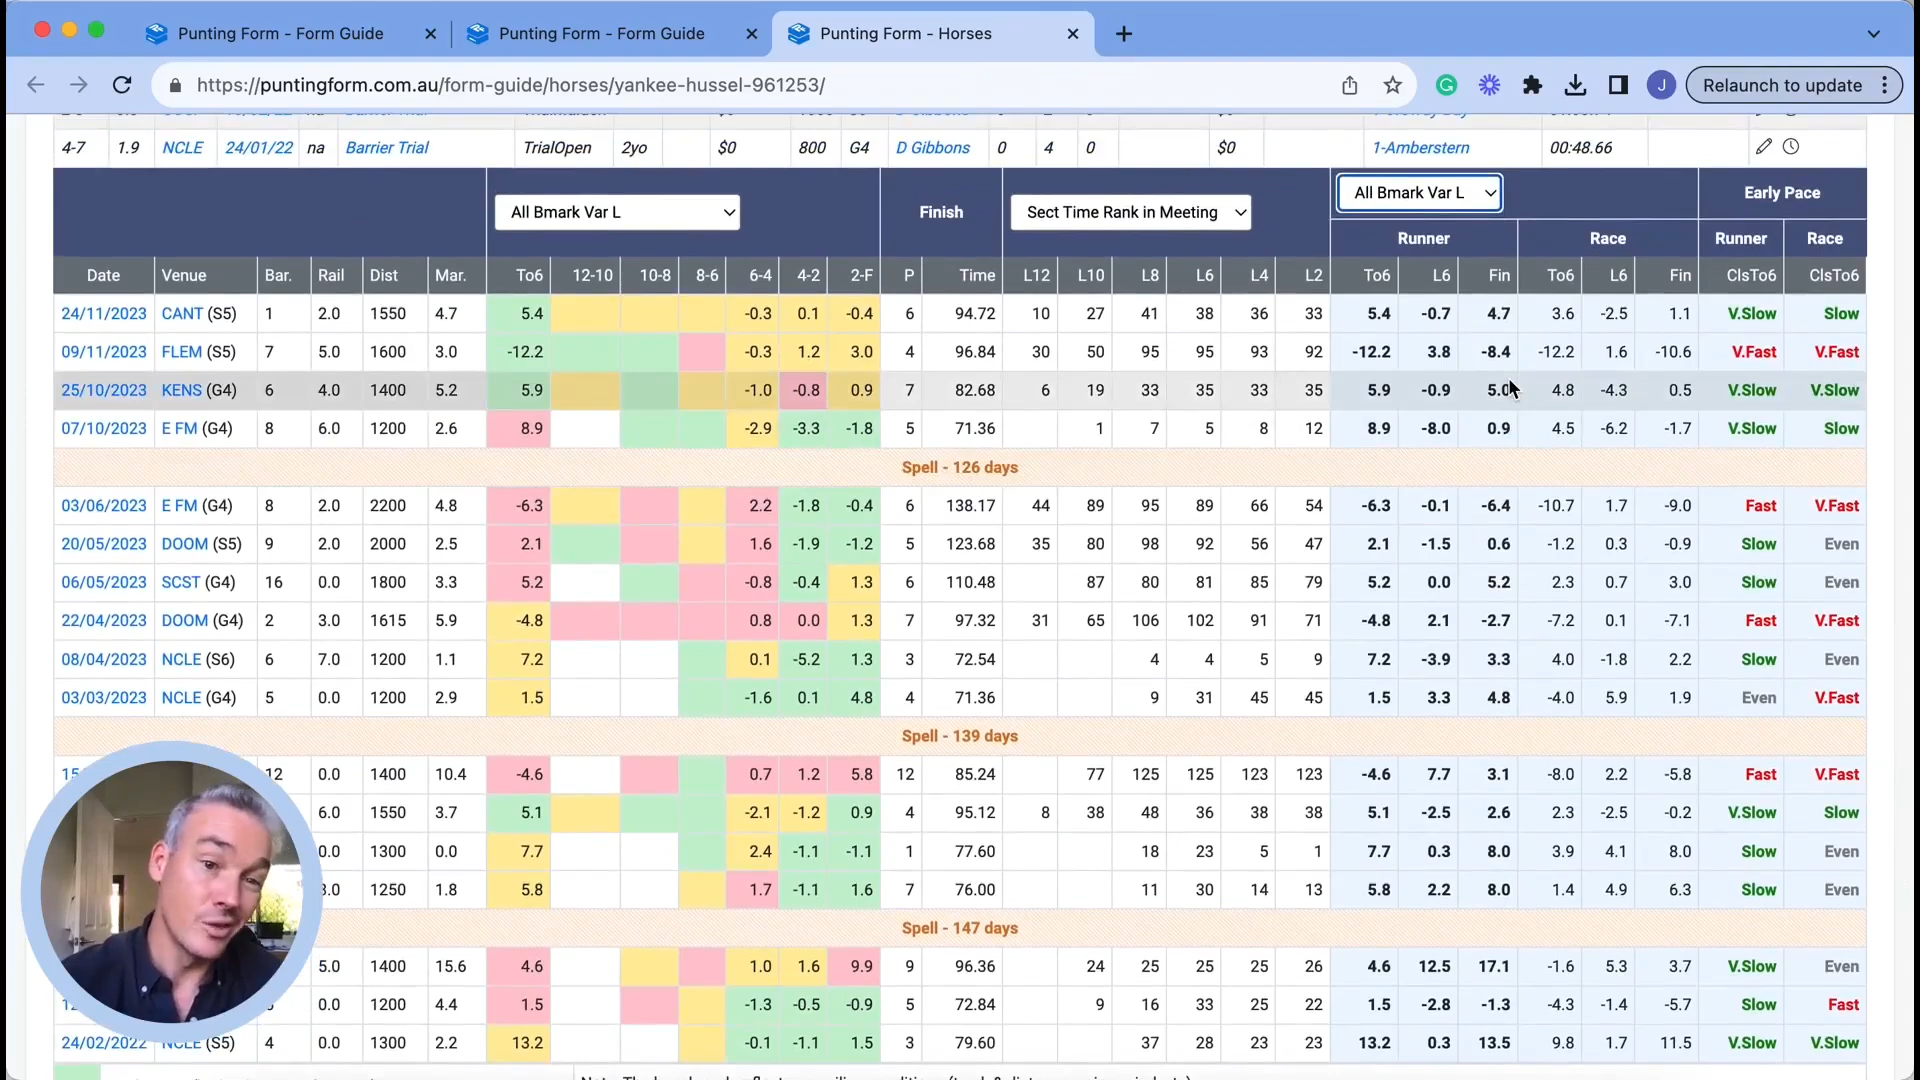 Punting Form - Form Guide
Punting Form - Form Guide
Punting Form - Horses
https://puntingform.com.au/form-guide/horses/yankee-hussel-961253/
J
Relaunch to update
4-7 1.9 NCLE 24/01/22 na Barrier Trial TrialOpen 2yo $0 800 G4 D Gibbons 0 4 0 $0 1-Amberstern 00:48.66
All Bmark Var L Finish Sect Time Rank in Meeting All Bmark Var L Early Pace
Runner Race Runner Race
Date Venue Bar. Rail Dist Mar. To6 12-10 10-8 8-6 6-4 4-2 2-F P Time L12 L10 L8 L6 L4 L2 To6 L6 Fin To6 L6 Fin ClsTo6 ClsTo6
24/11/2023 CANT (S5) 1 2.0 1550 4.7 5.4 -0.3 0.1 -0.4 6 94.72 10 27 41 38 36 33 5.4 -0.7 4.7 3.6 -2.5 1.1 V.Slow Slow
09/11/2023 FLEM (S5) 7 5.0 1600 3.0 -12.2 -0.3 1.2 3.0 4 96.84 30 50 95 95 93 92 -12.2 3.8 -8.4 -12.2 1.6 -10.6 V.Fast V.Fast
25/10/2023 KENS (G4) 6 4.0 1400 5.2 5.9 -1.0 -0.8 0.9 7 82.68 6 19 33 35 33 35 5.9 -0.9 5.0 4.8 -4.3 0.5 V.Slow V.Slow
07/10/2023 E FM (G4) 8 6.0 1200 2.6 8.9 -2.9 -3.3 -1.8 5 71.36 1 7 5 8 12 8.9 -8.0 0.9 4.5 -6.2 -1.7 V.Slow Slow
Spell - 126 days
03/06/2023 E FM (G4) 8 2.0 2200 4.8 -6.3 2.2 -1.8 -0.4 6 138.17 44 89 95 89 66 54 -6.3 -0.1 -6.4 -10.7 1.7 -9.0 Fast V.Fast
20/05/2023 DOOM (S5) 9 2.0 2000 2.5 2.1 1.6 -1.9 -1.2 5 123.68 35 80 98 92 56 47 2.1 -1.5 0.6 -1.2 0.3 -0.9 Slow Even
06/05/2023 SCST (G4) 16 0.0 1800 3.3 5.2 -0.8 -0.4 1.3 6 110.48 87 80 81 85 79 5.2 0.0 5.2 2.3 0.7 3.0 Slow Even
22/04/2023 DOOM (G4) 2 3.0 1615 5.9 -4.8 0.8 0.0 1.3 7 97.32 31 65 106 102 91 71 -4.8 2.1 -2.7 -7.2 0.1 -7.1 Fast V.Fast
08/04/2023 NCLE (S6) 6 7.0 1200 1.1 7.2 0.1 -5.2 1.3 3 72.54 4 4 5 9 7.2 -3.9 3.3 4.0 -1.8 2.2 Slow Even
03/03/2023 NCLE (G4) 5 0.0 1200 2.9 1.5 -1.6 0.1 4.8 4 71.36 9 31 45 45 1.5 3.3 4.8 -4.0 5.9 1.9 Even V.Fast
Spell - 139 days
15 12 0.0 1400 10.4 -4.6 0.7 1.2 5.8 12 85.24 77 125 125 123 123 -4.6 7.7 3.1 -8.0 2.2 -5.8 Fast V.Fast
6.0 1550 3.7 5.1 -2.1 -1.2 0.9 4 95.12 8 38 48 36 38 38 5.1 -2.5 2.6 2.3 -2.5 -0.2 V.Slow Slow
0.0 1300 0.0 7.7 2.4 -1.1 -1.1 1 77.60 18 23 5 1 7.7 0.3 8.0 3.9 4.1 8.0 Slow Even
3.0 1250 1.8 5.8 1.7 -1.1 1.6 7 76.00 11 30 14 13 5.8 2.2 8.0 1.4 4.9 6.3 Slow Even
Spell - 147 days
5.0 1400 15.6 4.6 1.0 1.6 9.9 9 96.36 24 25 25 25 26 4.6 12.5 17.1 -1.6 5.3 3.7 V.Slow Even
0.0 1200 4.4 1.5 -1.3 -0.5 -0.9 5 72.84 9 16 33 25 22 1.5 -2.8 -1.3 -4.3 -1.4 -5.7 Slow Fast
24/02/2022 NCLE (S5) 4 0.0 1300 2.2 13.2 -0.1 -1.1 1.5 3 79.60 37 28 23 23 13.2 0.3 13.5 9.8 1.7 11.5 V.Slow V.Slow